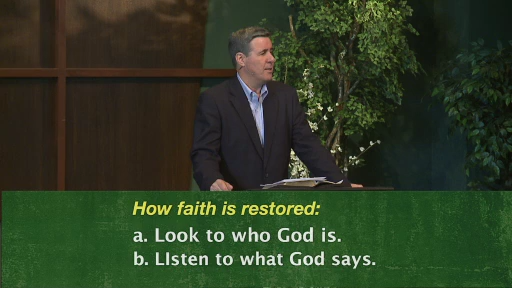 How faith is restored:
a. Look to who God is.
b. LIsten to what God says.